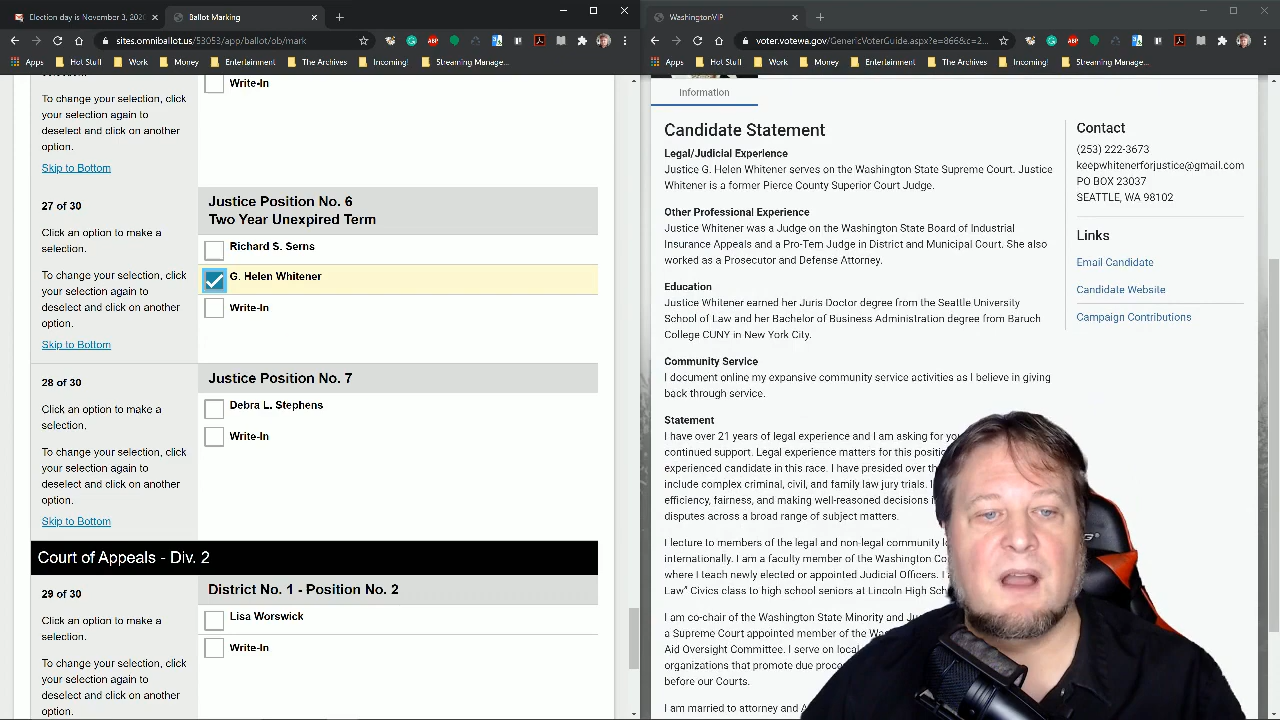 Election day is November 3, 2020
Ballot Marking
sites.omniballot.us/53053/app/ballot/ob/mark
Apps Hot Stuff Work Money Entertainment The Archives Incoming! Streaming Manage...
To change your selection, click
your selection again to
deselect and click on another
option.
Skip to Bottom
Write-In
27 of 30
Click an option to make a
selection.
To change your selection, click
your selection again to
deselect and click on another
option.
Skip to Bottom
Justice Position No. 6
Two Year Unexpired Term
Richard S. Serns
G. Helen Whitener
Write-In
28 of 30
Click an option to make a
selection.
To change your selection, click
your selection again to
deselect and click on another
option.
Skip to Bottom
Justice Position No. 7
Debra L. Stephens
Write-In
Court of Appeals - Div. 2
29 of 30
Click an option to make a
selection.
To change your selection, click
your selection again to
deselect and click on another
option.
District No. 1 - Position No. 2
Lisa Worswick
Write-In
WashingtonVIP
voter.votewa.gov/GenericVoterGuide.aspx?e=866&c=2...
Apps Hot Stuff Work Money Entertainment The Archives Incoming! Streaming Manage...
Information
Candidate Statement
Legal/Judicial Experience
Justice G. Helen Whitener serves on the Washington State Supreme Court. Justice
Whitener is a former Pierce County Superior Court Judge.
Other Professional Experience
Justice Whitener was a Judge on the Washington State Board of Industrial
Insurance Appeals and a Pro-Tem Judge in District and Municipal Court. She also
worked as a Prosecutor and Defense Attorney.
Education
Justice Whitener earned her Juris Doctor degree from the Seattle University
School of Law and her Bachelor of Business Administration degree from Baruch
College CUNY in New York City.
Community Service
I document online my expansive community service activities as I believe in giving
back through service.
Statement
I have over 21 years of legal experience and I am asking for
continued support. Legal experience matters for this
experienced candidate in this race. I have presided over
include complex criminal, civil, and family law jury trials.
efficiency, fairness, and making well-reasoned decisions
disputes across a broad range of subject matters.
I lecture to members of the legal and non-legal community
internationally. I am a faculty member of the Washington
where I teach newly elected or appointed Judicial Officers. I
Law" Civics class to high school seniors at Lincoln High
I am co-chair of the Washington State Minority and
a Supreme Court appointed member of the
Aid Oversight Committee. I serve on local
organizations that promote due
before our Courts.
I am married to attorney and
Contact
(253) 222-3673
keepwhitenerforjustice@gmail.com
PO BOX 23037
SEATTLE, WA 98102
Links
Email Candidate
Candidate Website
Campaign Contributions